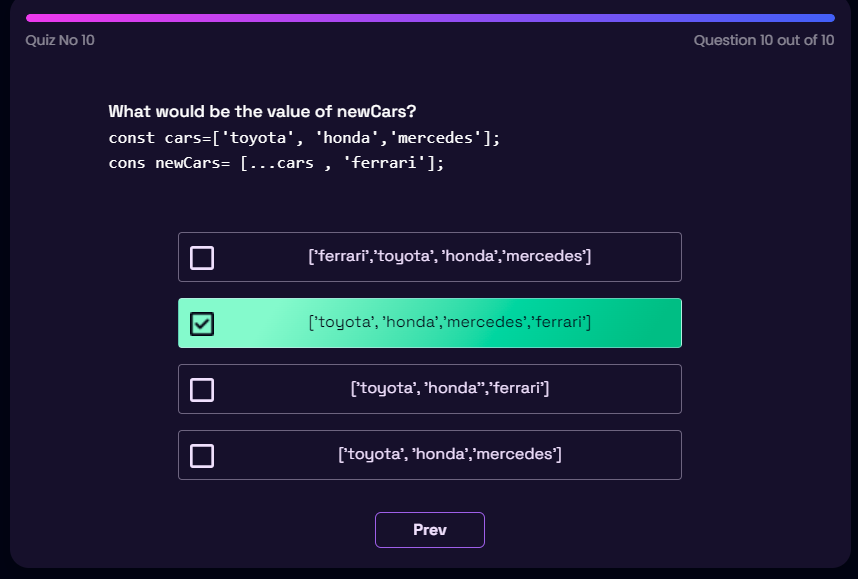 Quiz No 10
Question 10 out of 10
What would be the value of newCars?
const cars=['toyota', 'honda','mercedes'];
cons newCars= [...cars , 'ferrari'];
['ferrari','toyota', 'honda','mercedes']
['toyota', 'honda','mercedes','ferrari']
['toyota', 'honda'','ferrari']
['toyota', 'honda','mercedes']
Prev